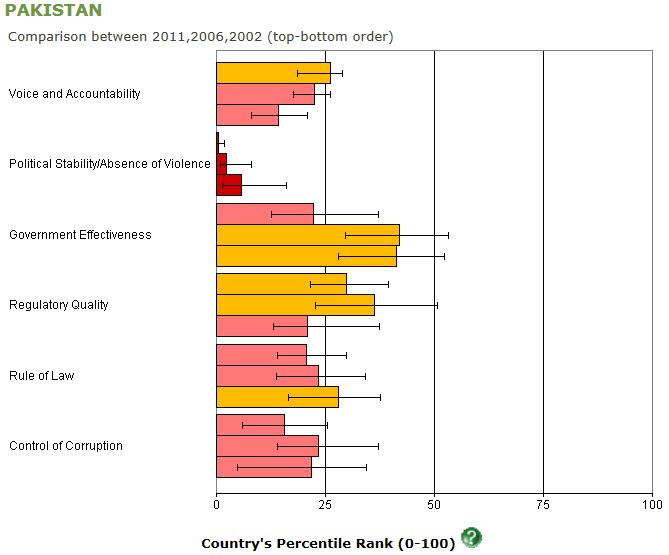 PAKISTAN
Comparison between 2011,2006,2002 (top-bottom order)
Voice and Accountability
Political Stability/Absence of Violence
Government Effectiveness
Regulatory Quality
Rule of Law
Control of Corruption
0 25 50 75 100
Country's Percentile Rank (0-100) ?